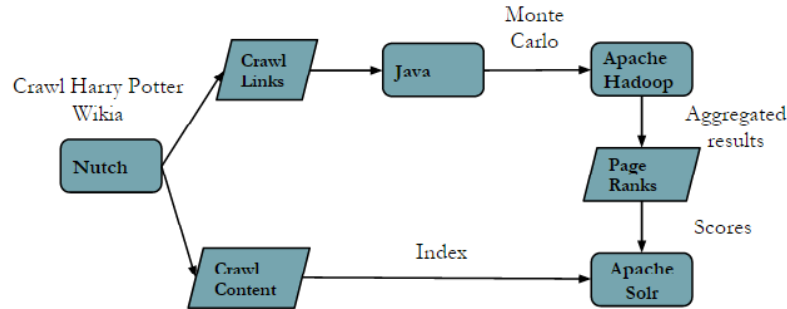 Crawl Harry Potter
Wikia
Nutch
Crawl
Links
Java
Monte
Carlo
Apache
Hadoop
Aggregated
results
Page
Ranks
Scores
Crawl
Content
Index
Apache
Solr